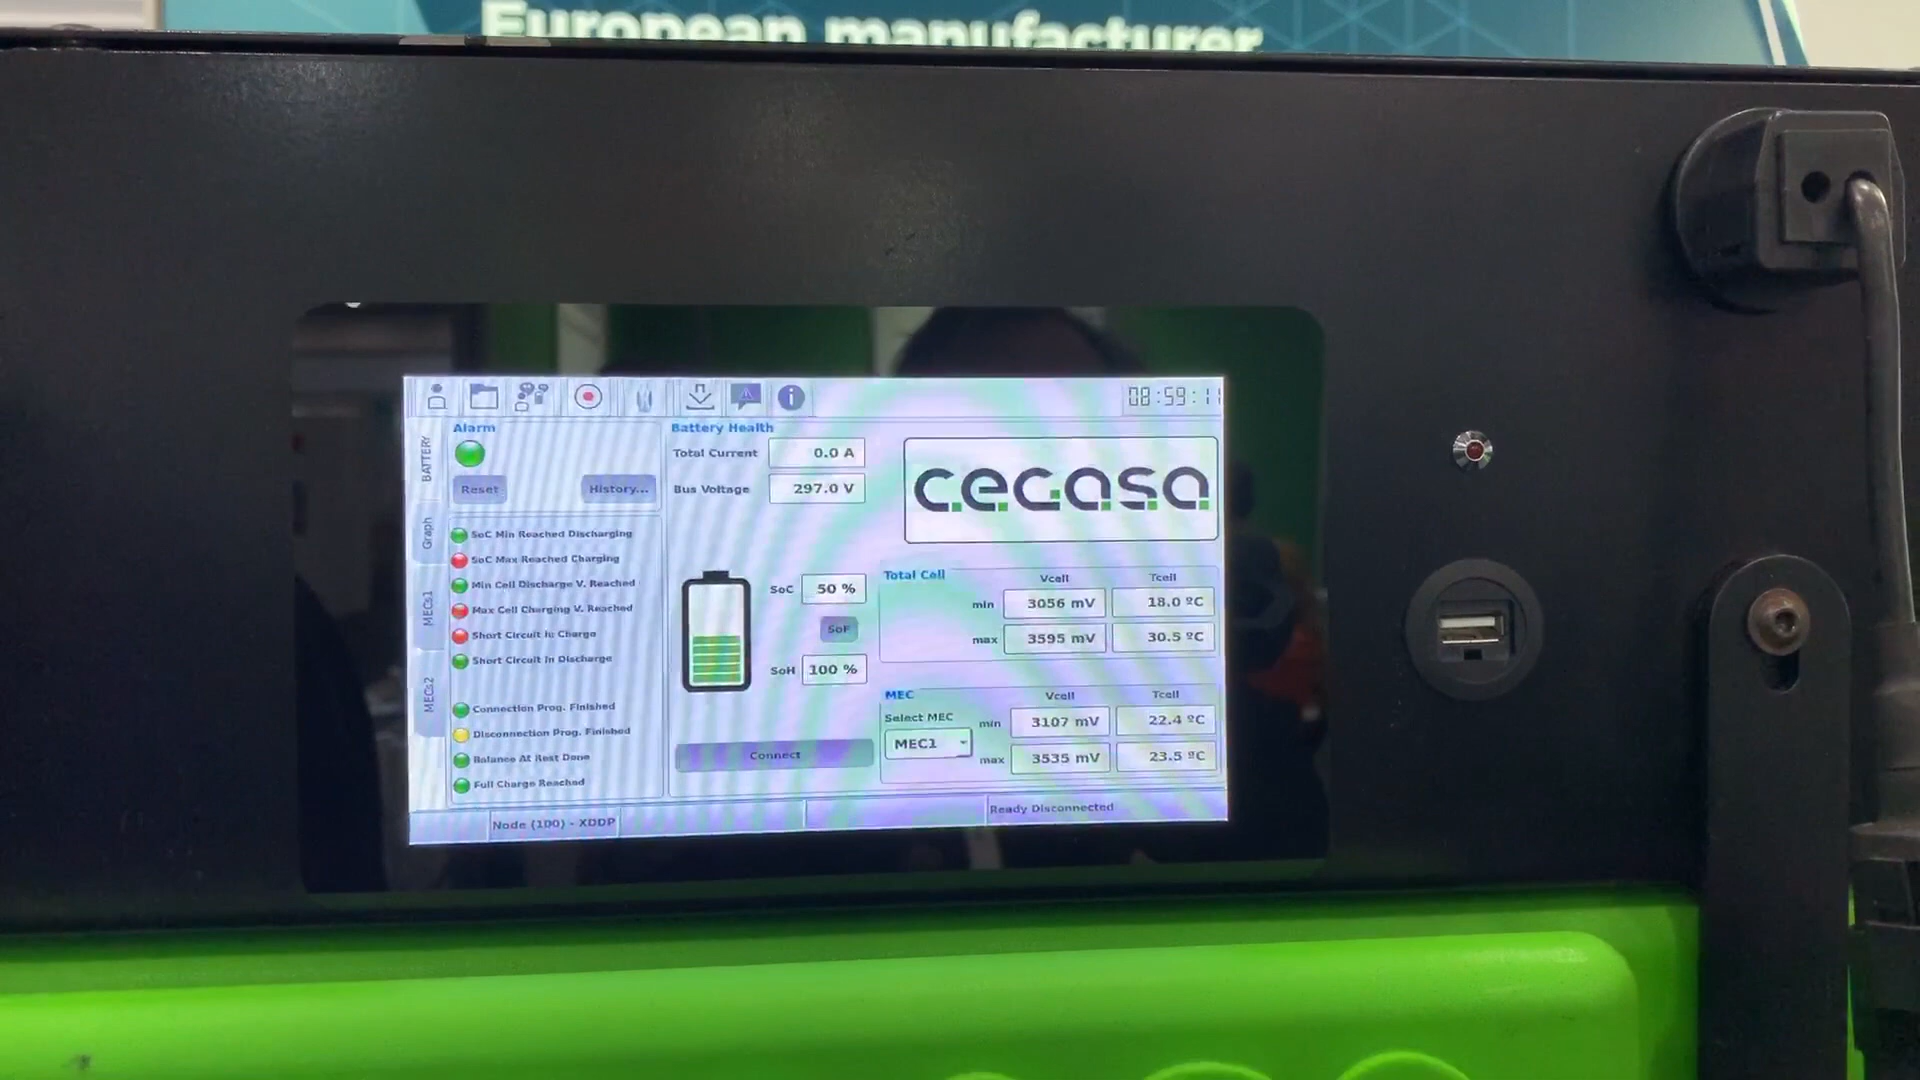 European manufacturer
08:59:11
BATTERY
Graph
MECs1
MECs2
Alarm
Reset
History...
SoC Min Reached Discharging
SoC Max Reached Charging
Min Cell Discharge V. Reached
Max Cell Charging V. Reached
Short Circuit In Charge
Short Circuit In Discharge
Connection Prog. Finished
Disconnection Prog. Finished
Balance At Rest Done
Full Charge Reached
Battery Health
Total Current 0.0 A
Bus Voltage 297.0 V
SoC 50 %
SoF
SoH 100 %
Connect
cegasa
Total Cell
Vcell Tcell
min 3056 mV 18.0 ºC
max 3595 mV 30.5 ºC
MEC
Vcell Tcell
Select MEC
MEC1
min 3107 mV 22.4 ºC
max 3535 mV 23.5 ºC
Node (100) - XDDP
Ready Disconnected